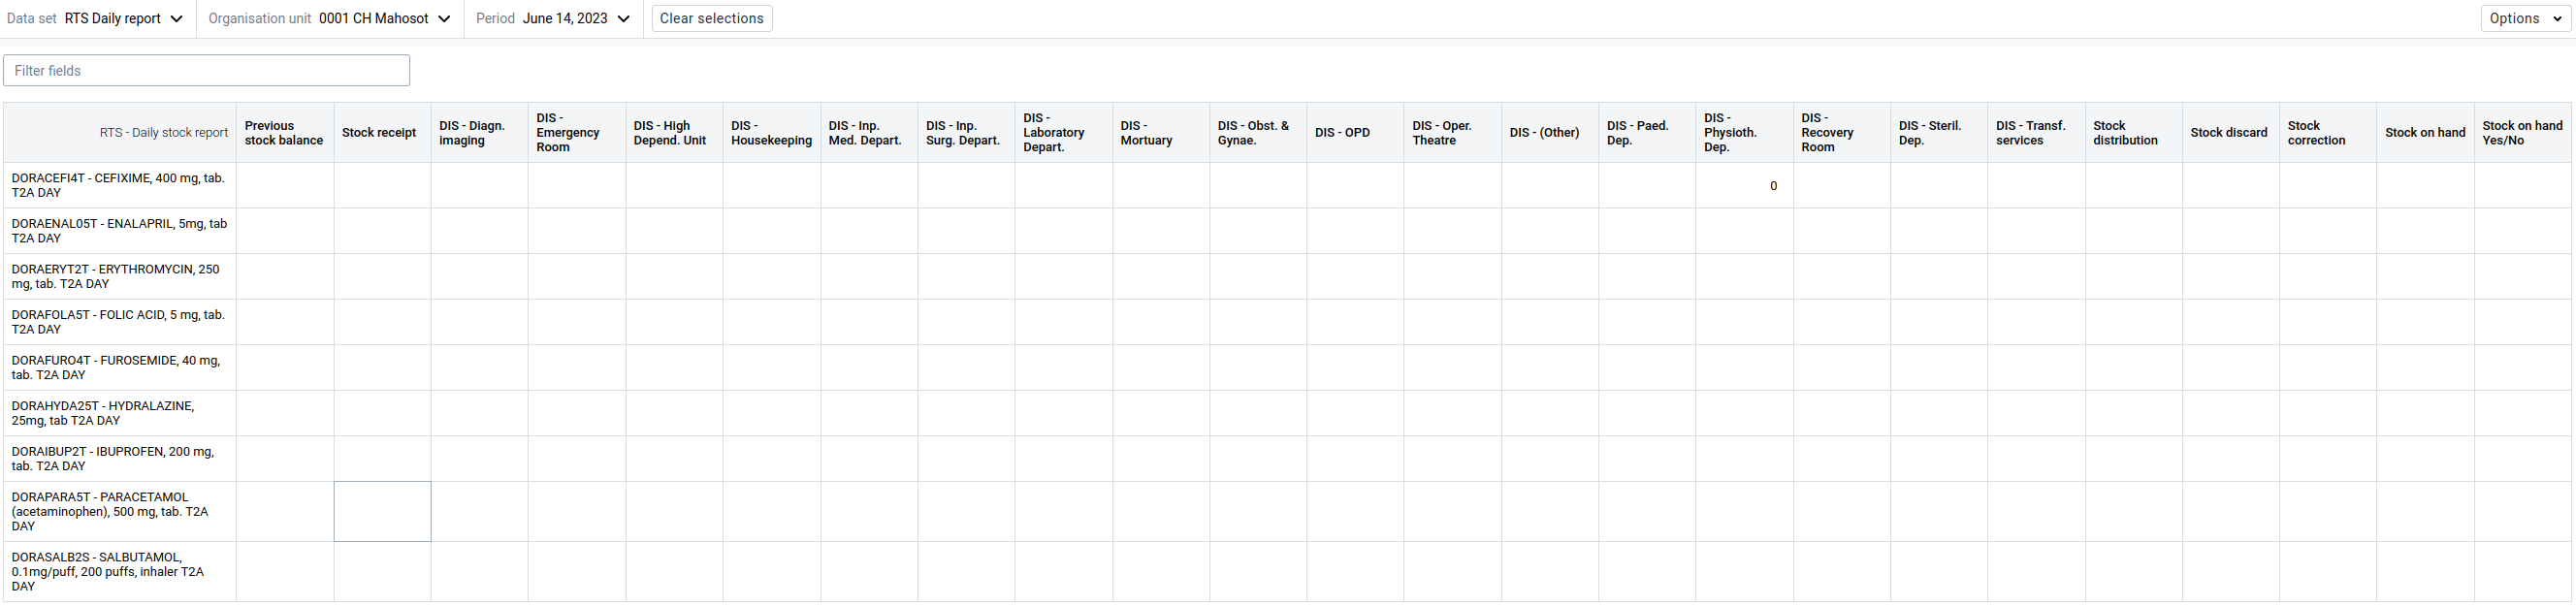 Data set RTS Daily report Organisation unit 0001 CH Mahosot Period June 14, 2023 Clear selections Options
Filter fields
RTS - Daily stock report
Previous
stock balance
Stock receipt
DIS - Diagn.
imaging
DIS -
Emergency
Room
DIS - High
Depend. Unit
DIS -
Housekeeping
DIS - Inp.
Med. Depart.
DIS - Inp.
Surg. Depart.
DIS -
Laboratory
Depart.
DIS -
Mortuary
DIS - Obst. &
Gynae.
DIS - OPD
DIS - Oper.
Theatre
DIS - (Other)
DIS - Paed.
Dep.
DIS -
Physioth.
Dep.
DIS -
Recovery
Room
DIS - Steril.
Dep.
DIS - Transf.
services
Stock
distribution
Stock discard
Stock
correction
Stock on hand
Stock on hand
Yes/No
DORACEFI4T - CEFIXIME, 400 mg, tab.
T2A DAY
0
DORAENAL05T - ENALAPRIL, 5mg, tab
T2A DAY
DORAERYT2T - ERYTHROMYCIN, 250
mg, tab. T2A DAY
DORAFOLA5T - FOLIC ACID, 5 mg, tab.
T2A DAY
DORAFURO4T - FUROSEMIDE, 40 mg,
tab. T2A DAY
DORAHYDA25T - HYDRALAZINE,
25mg, tab T2A DAY
DORAIBUP2T - IBUPROFEN, 200 mg,
tab. T2A DAY
DORAPARA5T - PARACETAMOL
(acetaminophen), 500 mg, tab. T2A
DAY
DORASALB2S - SALBUTAMOL,
0.1mg/puff, 200 puffs, inhaler T2A
DAY